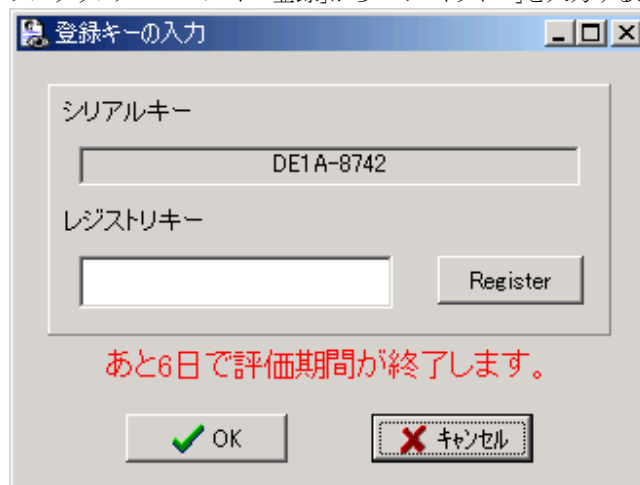 登録キーの入力
シリアルキー
DE1A-8742
レジストリキー
Register
あと6日で評価期間が終了します。
OK
キャンセル